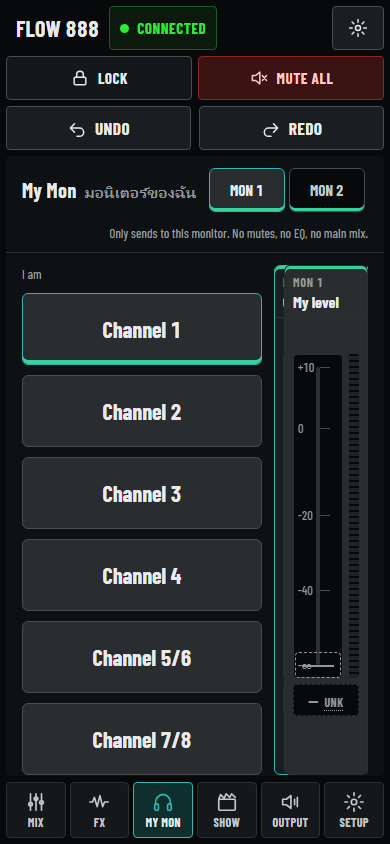 FLOW 888
CONNECTED
LOCK
MUTE ALL
UNDO
REDO
My Mon มอนิเตอร์ของฉัน
MON 1
MON 2
Only sends to this monitor. No mutes, no EQ, no main mix.
I am
MON 1
My level
Channel 1
Channel 2
Channel 3
Channel 4
Channel 5/6
Channel 7/8
+10
0
-20
-40
-∞
— UNK
MIX
FX
MY MON
SHOW
OUTPUT
SETUP